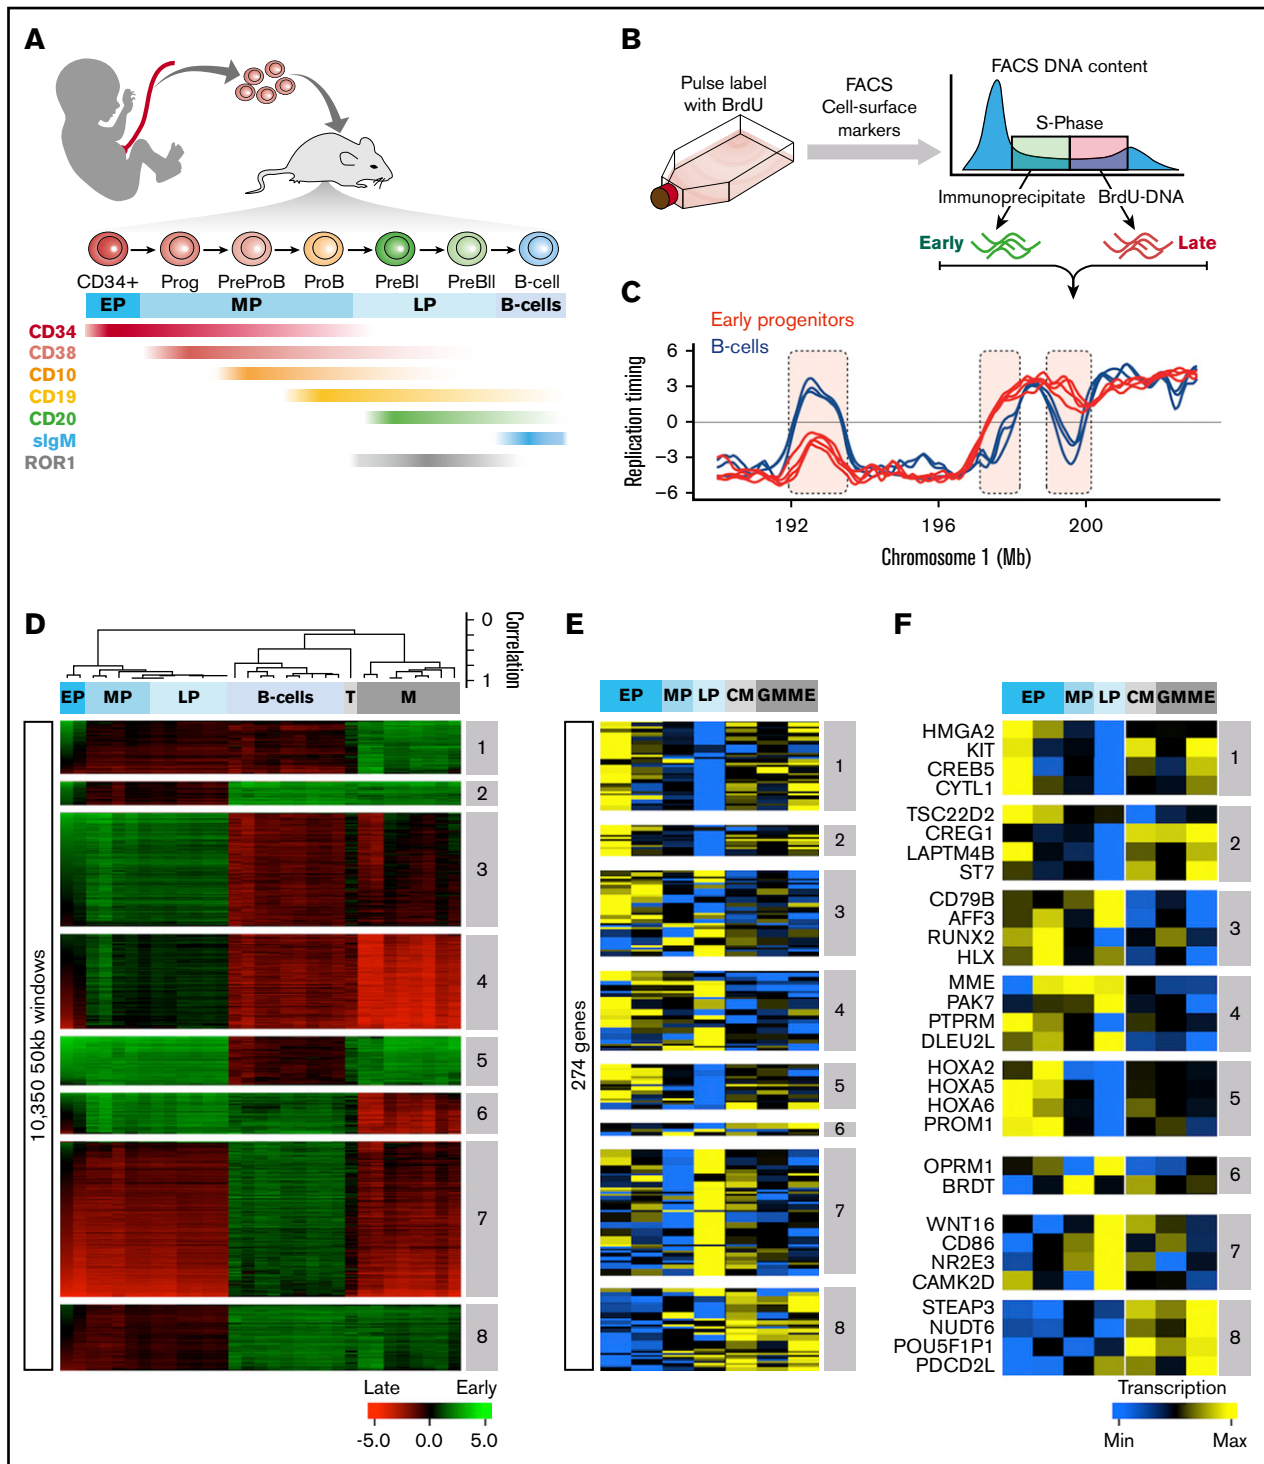 A
CD34+ Prog PreProB ProB PreBI PreBII B-cell
EP MP LP B-cells
CD34
CD38
CD10
CD19
CD20
sIgM
ROR1
B
Pulse label
with BrdU
FACS
Cell-surface
markers
FACS DNA content
S-Phase
Immunoprecipitate BrdU-DNA
Early
Late
C
Early progenitors
B-cells
Replication timing
6
3
0
−3
−6
192 196 200
Chromosome 1 (Mb)
D
0
1
Correlation
EP MP LP B-cells T M
10,350 50kb windows
1
2
3
4
5
6
7
8
Late Early
-5.0 0.0 5.0
E
EP MP LP CM GM ME
274 genes
1
2
3
4
5
6
7
8
F
EP MP LP CM GM ME
HMGA2
KIT
CREB5
CYTL1
1
TSC22D2
CREG1
LAPTM4B
ST7
2
CD79B
AFF3
RUNX2
HLX
3
MME
PAK7
PTPRM
DLEU2L
4
HOXA2
HOXA5
HOXA6
PROM1
5
OPRM1
BRDT
6
WNT16
CD86
NR2E3
CAMK2D
7
STEAP3
NUDT6
POU5F1P1
PDCD2L
8
Transcription
Min Max